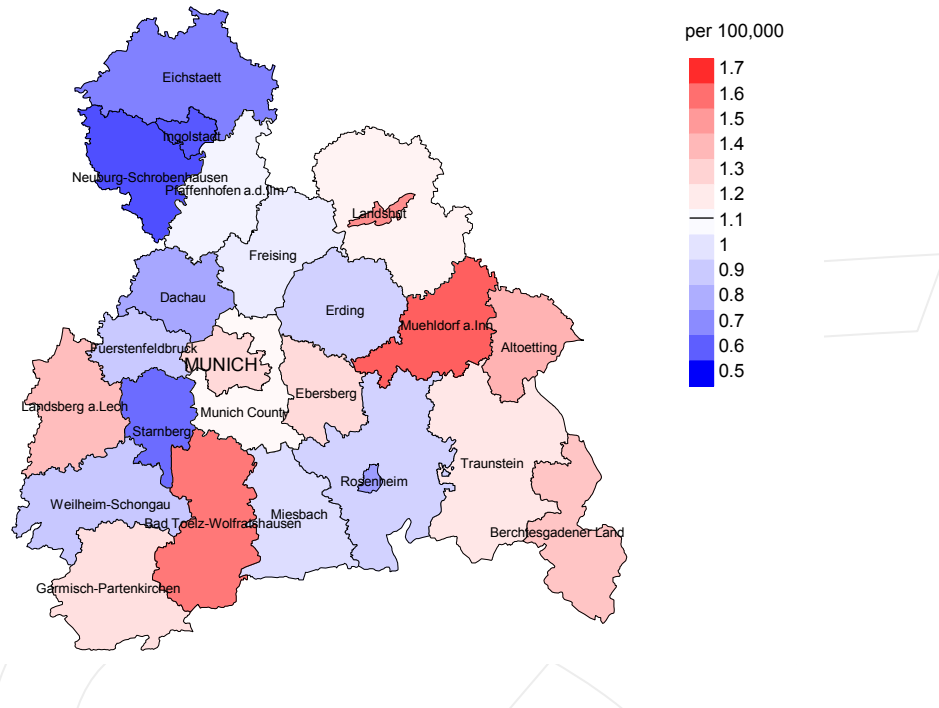 per 100,000
1.7
1.6
1.5
1.4
1.3
1.2
1.1
1
0.9
0.8
0.7
0.6
0.5
Eichstaett
Ingolstadt
Neuburg-Schrobenhausen
Pfaffenhofen a.d.Ilm
Landshut
Freising
Dachau
Erding
Muehldorf a.Inn
Altoetting
Fuerstenfeldbruck
MUNICH
Ebersberg
Landsberg a.Lech
Munich County
Starnberg
Traunstein
Rosenheim
Weilheim-Schongau
Miesbach
Bad Toelz-Wolfratshausen
Berchtesgadener Land
Garmisch-Partenkirchen